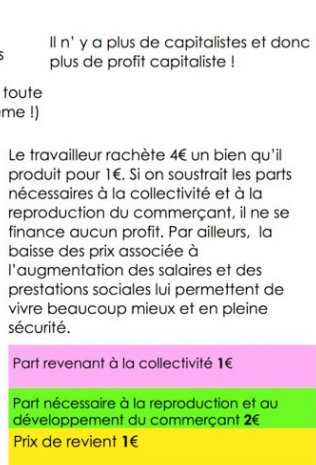 Il n' y a plus de capitalistes et donc
s
plus de profit capitaliste !
toute
me !)
Le travailleur rachète 4€ un bien qu'il
produit pour 1€. Si on soustrait les parts
nécessaires à la collectivité et à la
reproduction du commerçant, il ne se
finance aucun profit. Par ailleurs, la
baisse des prix associée à
l'augmentation des salaires et des
prestations sociales lui permettent de
vivre beaucoup mieux et en pleine
sécurité.
Part revenant à la collectivité 1€
Part nécessaire à la reproduction et au
développement du commerçant 2€
Prix de revient 1€